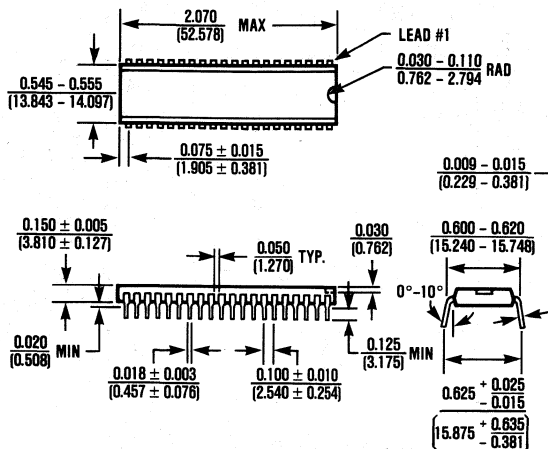 2.070
(52.578)
MAX
LEAD #1
0.030 – 0.110
0.762 – 2.794
RAD
0.545 – 0.555
(13.843 – 14.097)
0.075 ± 0.015
(1.905 ± 0.381)
0.009 – 0.015
(0.229 – 0.381)
0.150 ± 0.005
(3.810 ± 0.127)
0.050
(1.270)
TYP.
0.030
(0.762)
0.600 – 0.620
(15.240 – 15.748)
0°–10°
0.020
(0.508)
MIN
0.125
(3.175)
MIN
0.018 ± 0.003
(0.457 ± 0.076)
0.100 ± 0.010
(2.540 ± 0.254)
0.625 + 0.025
– 0.015
(15.875 + 0.635
– 0.381)